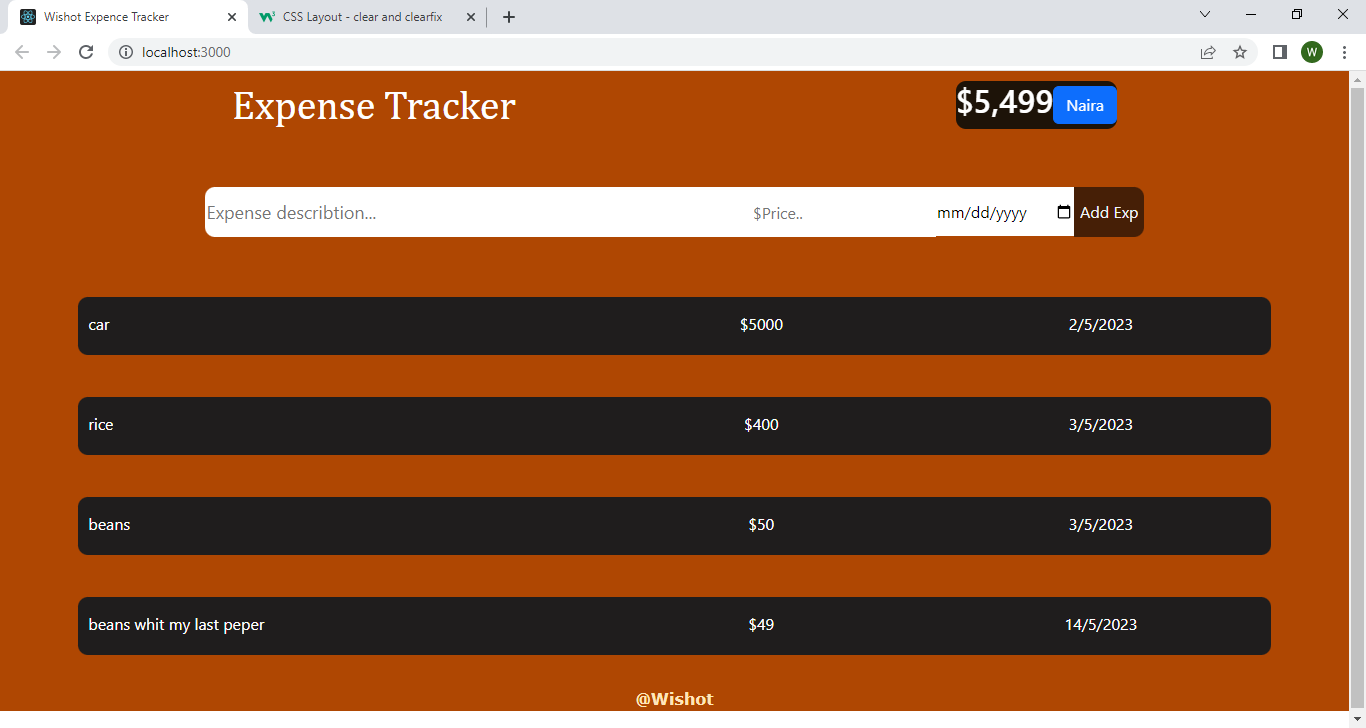 Wishot Expence Tracker
CSS Layout - clear and clearfix
localhost:3000
W
Expense Tracker
$5,499 Naira
Expense describtion... $Price.. mm/dd/yyyy Add Exp
car $5000 2/5/2023
rice $400 3/5/2023
beans $50 3/5/2023
beans whit my last peper $49 14/5/2023
@Wishot